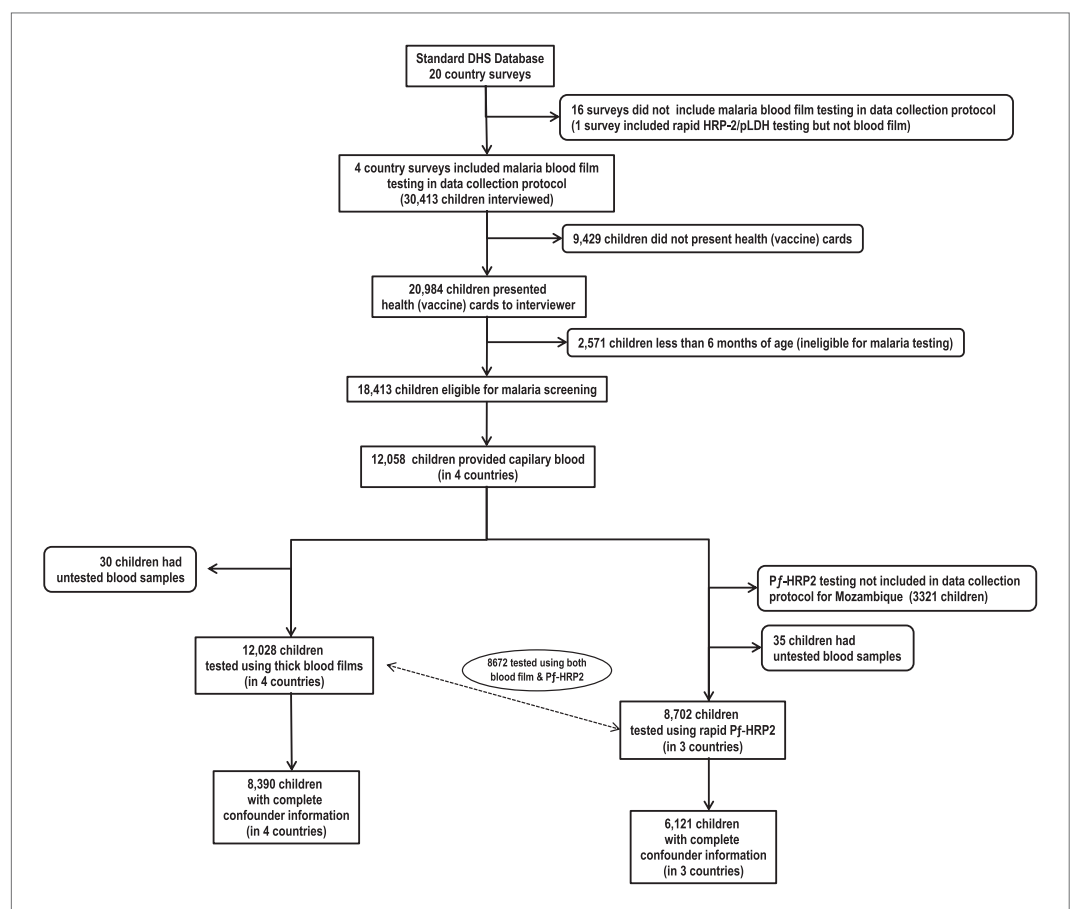 Standard DHS Database
20 country surveys
16 surveys did not include malaria blood film testing in data collection protocol
(1 survey included rapid HRP-2/pLDH testing but not blood film)
4 country surveys included malaria blood film
testing in data collection protocol
(30,413 children interviewed)
9,429 children did not present health (vaccine) cards
20,984 children presented
health (vaccine) cards to interviewer
2,571 children less than 6 months of age (ineligible for malaria testing)
18,413 children eligible for malaria screening
12,058 children provided capilary blood
(in 4 countries)
30 children had
untested blood samples
Pƒ-HRP2 testing not included in data collection
protocol for Mozambique (3321 children)
35 children had
untested blood samples
12,028 children
tested using thick blood films
(in 4 countries)
8672 tested using both
blood film & Pƒ-HRP2
8,702 children
tested using rapid Pƒ-HRP2
(in 3 countries)
8,390 children
with complete
confounder information
(in 4 countries)
6,121 children
with complete
confounder information
(in 3 countries)